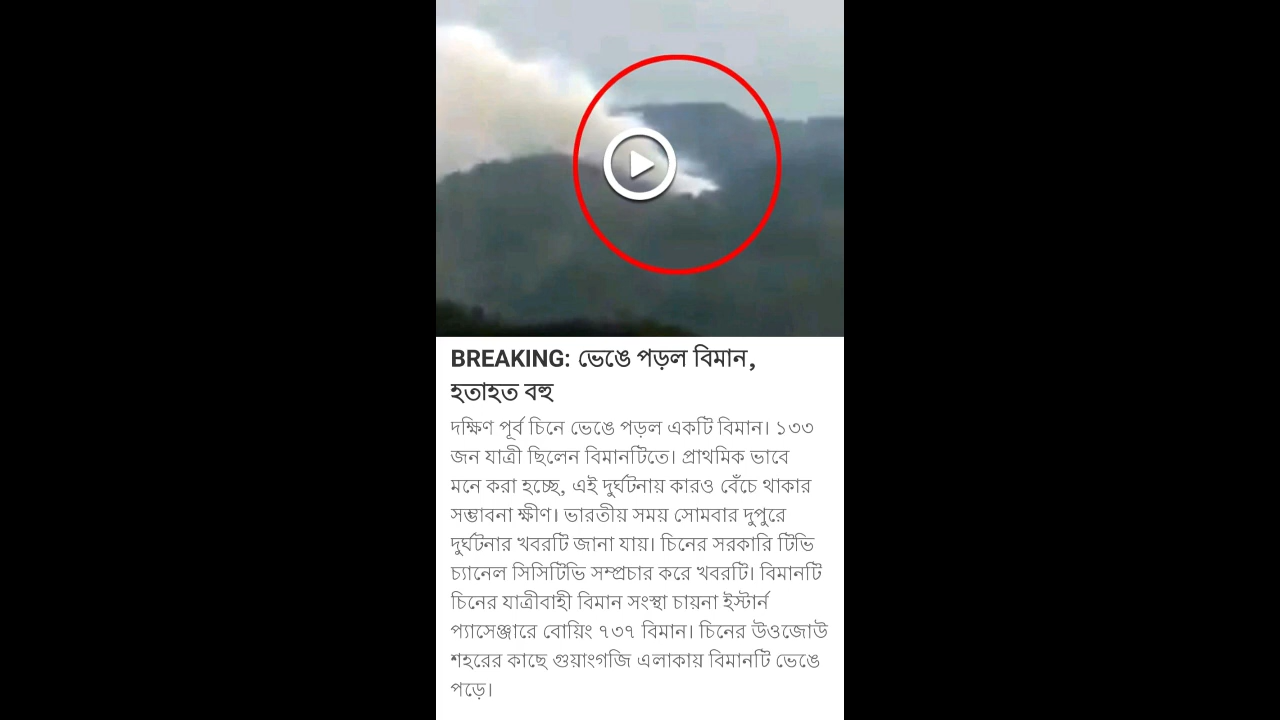 BREAKING: ভেঙে পড়ল বিমান,
হতাহত বহু
দক্ষিণ পূর্ব চিনে ভেঙে পড়ল একটি বিমান। ১৩৩
জন যাত্রী ছিলেন বিমানটিতে। প্রাথমিক ভাবে
মনে করা হচ্ছে, এই দুর্ঘটনায় কারও বেঁচে থাকার
সম্ভাবনা ক্ষীণ। ভারতীয় সময় সোমবার দুপুরে
দুর্ঘটনার খবরটি জানা যায়। চিনের সরকারি টিভি
চ্যানেল সিসিটিভি সম্প্রচার করে খবরটি। বিমানটি
চিনের যাত্রীবাহী বিমান সংস্থা চায়না ইস্টার্ন
প্যাসেঞ্জারে বোয়িং ৭৩৭ বিমান। চিনের উওজোউ
শহরের কাছে গুয়াংগজি এলাকায় বিমানটি ভেঙে
পড়ে।